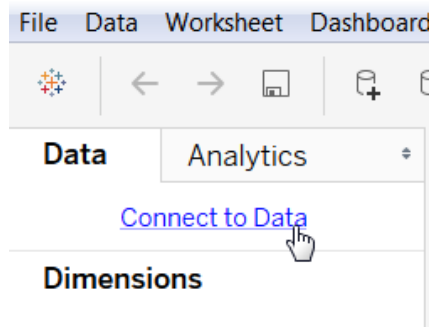 File Data Worksheet Dashboard
Data Analytics
Connect to Data
Dimensions